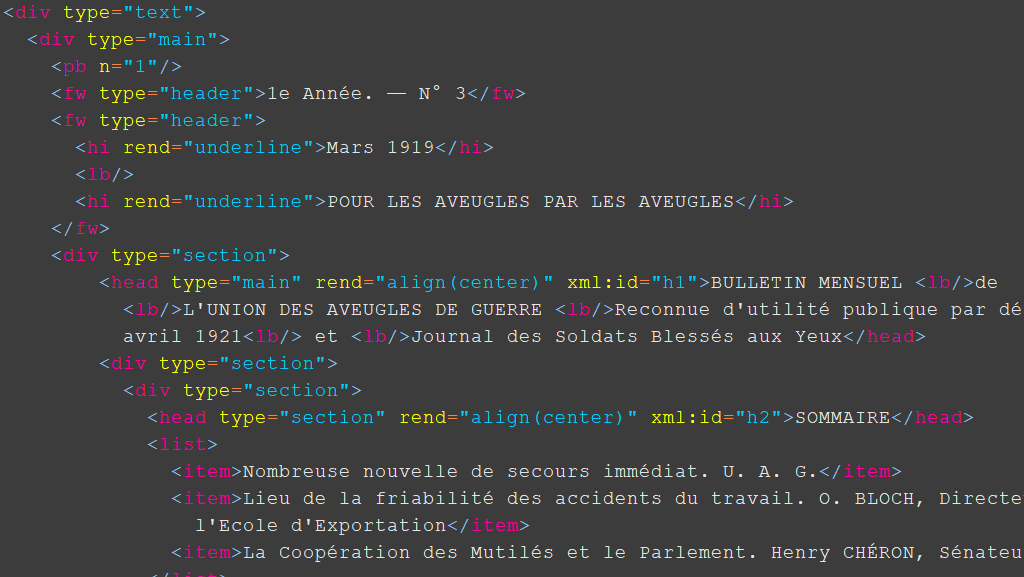 <div type="text">
<div type="main">
<pb n="1"/>
<fw type="header">1e Année. — N° 3</fw>
<fw type="header">
<hi rend="underline">Mars 1919</hi>
<lb/>
<hi rend="underline">POUR LES AVEUGLES PAR LES AVEUGLES</hi>
</fw>
<div type="section">
<head type="main" rend="align(center)" xml:id="h1">BULLETIN MENSUEL <lb/>de
<lb/>L'UNION DES AVEUGLES DE GUERRE <lb/>Reconnue d'utilité publique par dé
avril 1921<lb/> et <lb/>Journal des Soldats Blessés aux Yeux</head>
<div type="section">
<div type="section">
<head type="section" rend="align(center)" xml:id="h2">SOMMAIRE</head>
<list>
<item>Nombreuse nouvelle de secours immédiat. U. A. G.</item>
<item>Lieu de la friabilité des accidents du travail. O. BLOCH, Directe
l'Ecole d'Exportation</item>
<item>La Coopération des Mutilés et le Parlement. Henry CHÉRON, Sénateu